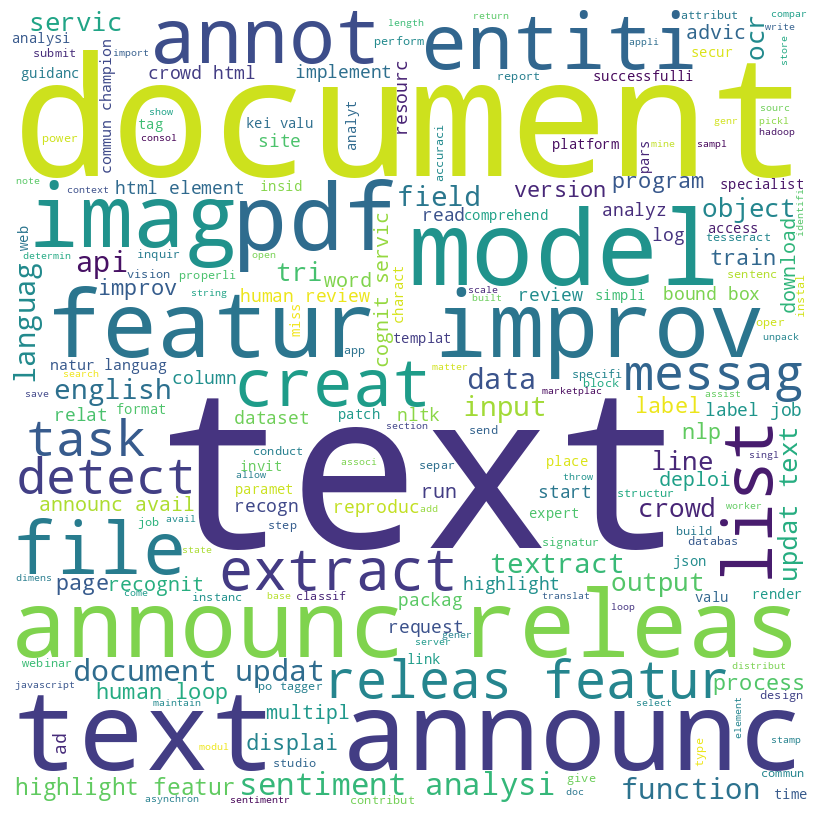 servic
annot
entiti
attribut
compar
length
return
write
analysi
submit
import
perform
appli
advic
ocr
store
guidanc
commun champion
crowd html
implement
resourc
report
successfulli
secur
document
power
consol
show
tag
kei valu
site
analyt
accuraci
platform
pars
mine
genr
sampl
sourc
pickl
hadoop
note
context
html element
insid
field
version
program
specialist
identifi
imag
pdf
read
comprehend
analyz
object
web
determin
inquir
cognit servic
model
log
access
tesseract
api
vision
properli
open
tri
word
train
sentenc
download
instal
languag
improv
string
human review
miss
charact
scale
built
review
simpli
bound box
featur
improv
app
templat
oper
unpack
natur languag
search
matter
specifi
block
messag
save
english
column
creat
data
marketplac
assist
relat
format
dataset
patch
nltk
input
label
label job
task
text
conduct
section
send
nlp
list
singl
updat text
detect
invit
associ
separ
place
throw
line
structur
announc avail
paramet
allow
add
recogn
reproduc
run
start
deploi
crowd
worker
job
avail
step
expert
signatur
build
databas
file
state
extract
textract
json
dimens
page
recognit
instanc
base
classif
highlight
translat
output
loop
valu
render
come
packag
announc releas
request
gener
server
webinar
link
distribut
javascript
document updat
releas featur
process
human loop
po tagger
design
maintain
multipl
select
element
stamp
text announc
ad
displai
modul
type
studio
commun
highlight featur
sentiment analysi
give
function
time
asynchron
sentimentr
contribut
doc